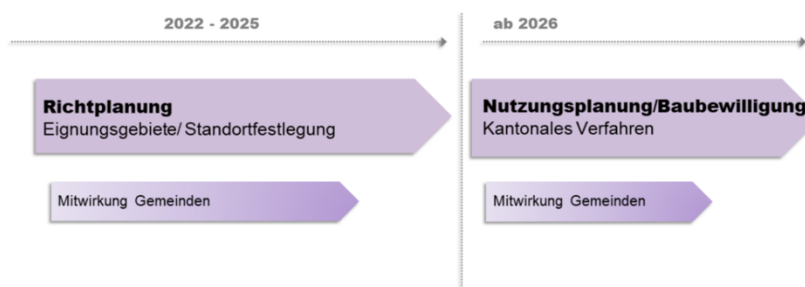 2022 - 2025
ab 2026
Richtplanung
Eignungsgebiete/ Standortfestlegung
Nutzungsplanung/Baubewilligung
Kantonales Verfahren
Mitwirkung Gemeinden
Mitwirkung Gemeinden